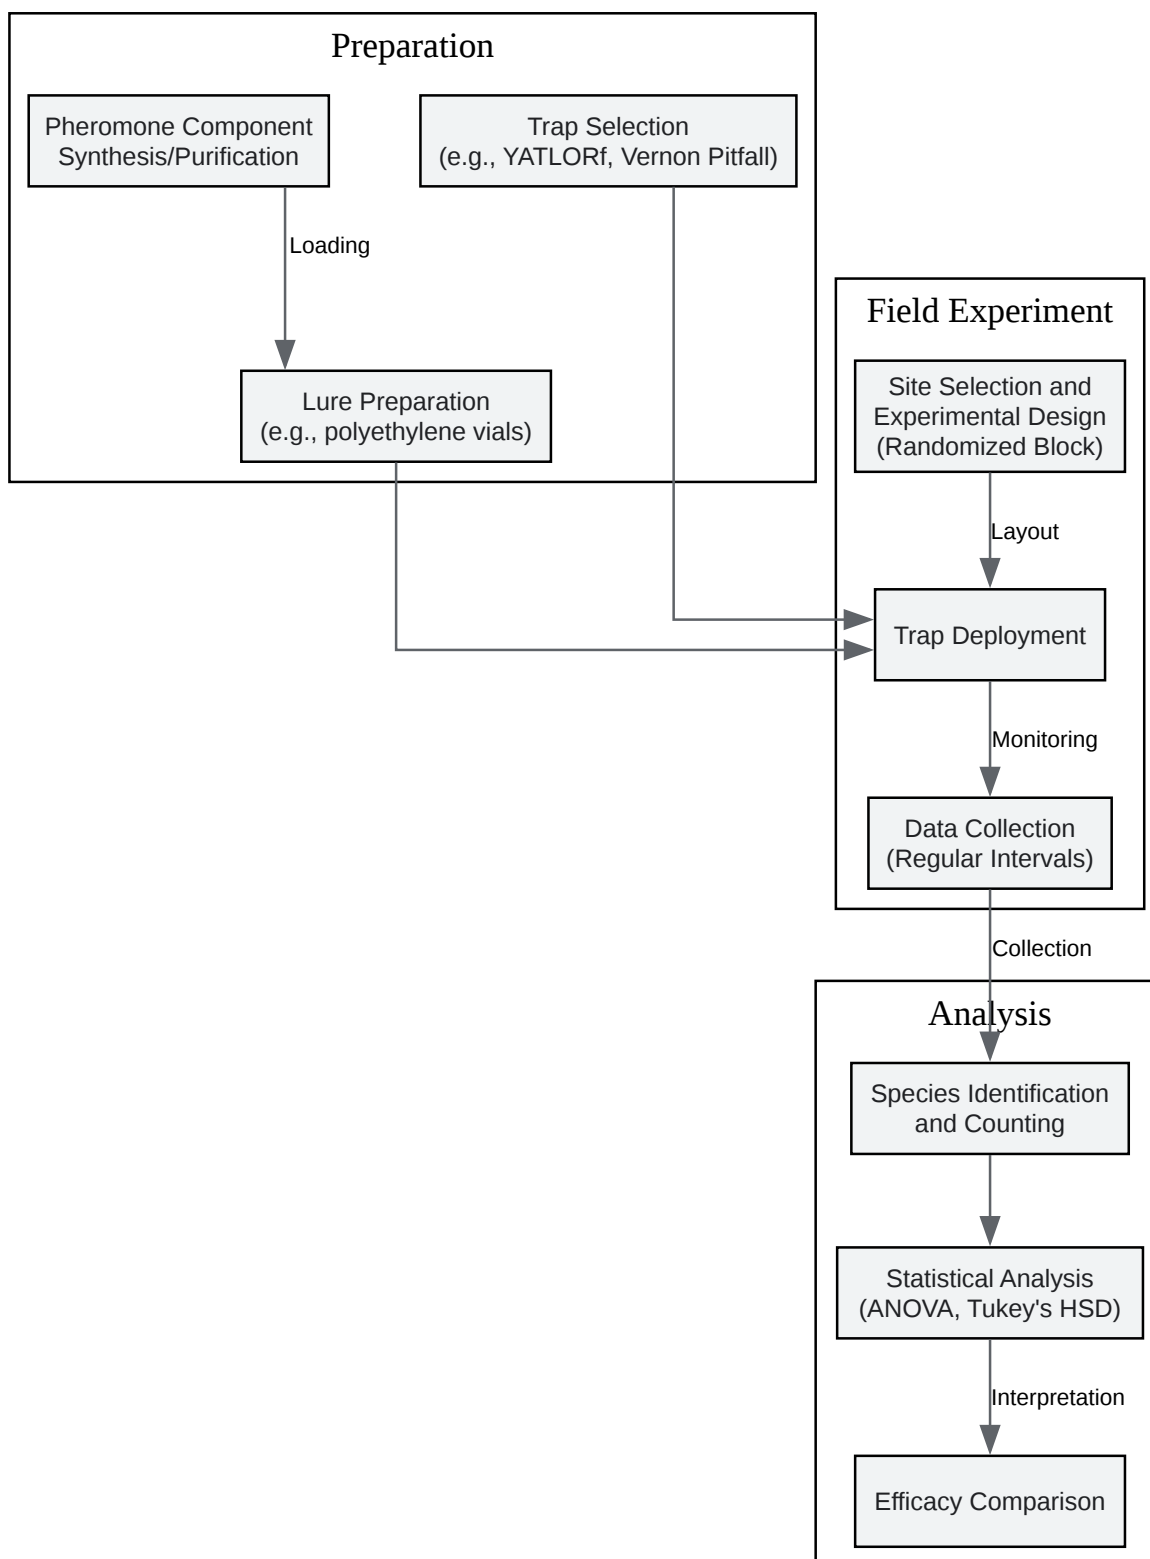 Preparation
Pheromone Component
Synthesis/Purification
Trap Selection
(e.g., YATLORf, Vernon Pitfall)
Loading
Lure Preparation
(e.g., polyethylene vials)
Field Experiment
Site Selection and
Experimental Design
(Randomized Block)
Layout
Trap Deployment
Monitoring
Data Collection
(Regular Intervals)
Collection
Analysis
Species Identification
and Counting
Statistical Analysis
(ANOVA, Tukey's HSD)
Interpretation
Efficacy Comparison